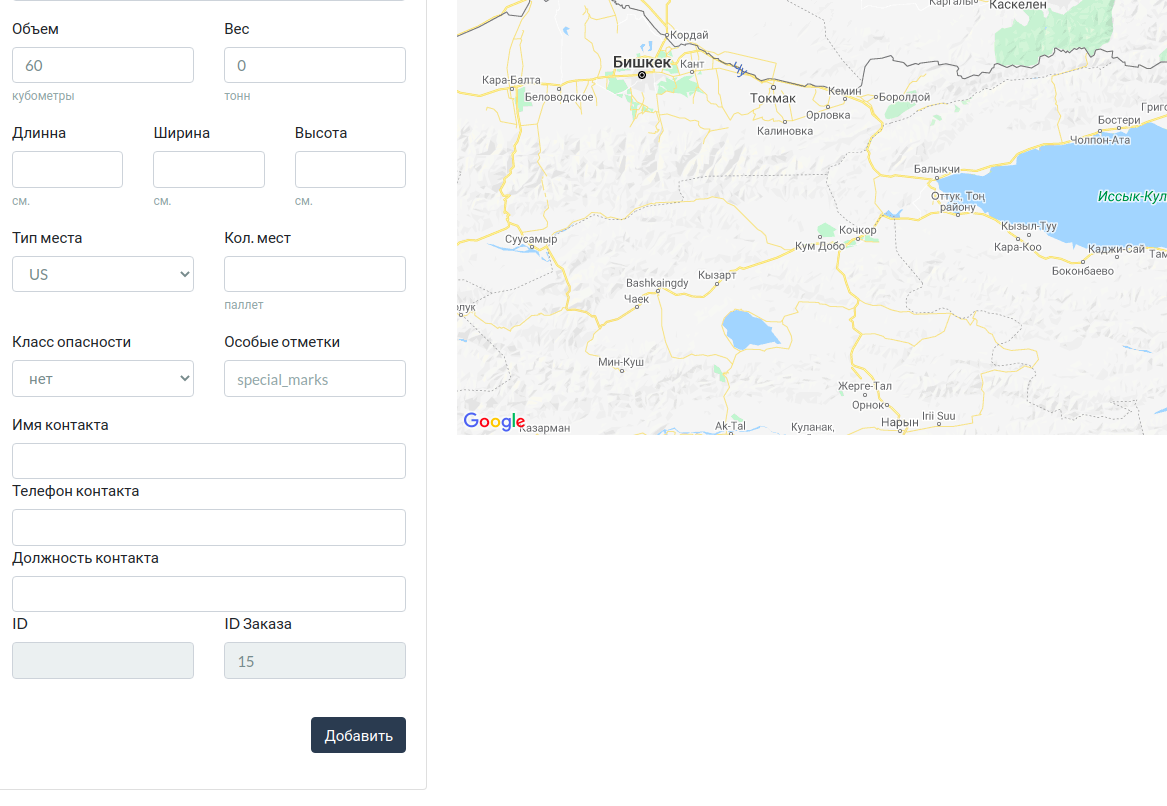 Объем Вес
60 0
кубометры тонн
Длинна Ширина Высота
см. см. см.
Тип места Кол. мест
US
паллет
Класс опасности Особые отметки
нет special_marks
Имя контакта
Телефон контакта
Должность контакта
ID ID Заказа
15
Добавить
Каскелен
Кордай
Бишкек
Кант
Чу
Кара-Балта
Беловодское
Токмак
Кемин
Боролдой
Орловка
Калиновка
Бостери
Чолпон-Ата
Балыкчи
Оттук, Тоң
району
Иссык-Кул
Кызыл-Туу
Кара-Коо
Каджи-Сай
Боконбаево
Суусамыр
Кочкор
Кум Добо
Кызарт
Bashkaingdy
Чаек
Мин-Куш
Жерге-Тал
Орнок
Irii Suu
Нарын
Ak-Tal
Куланак,
Google
Казарман